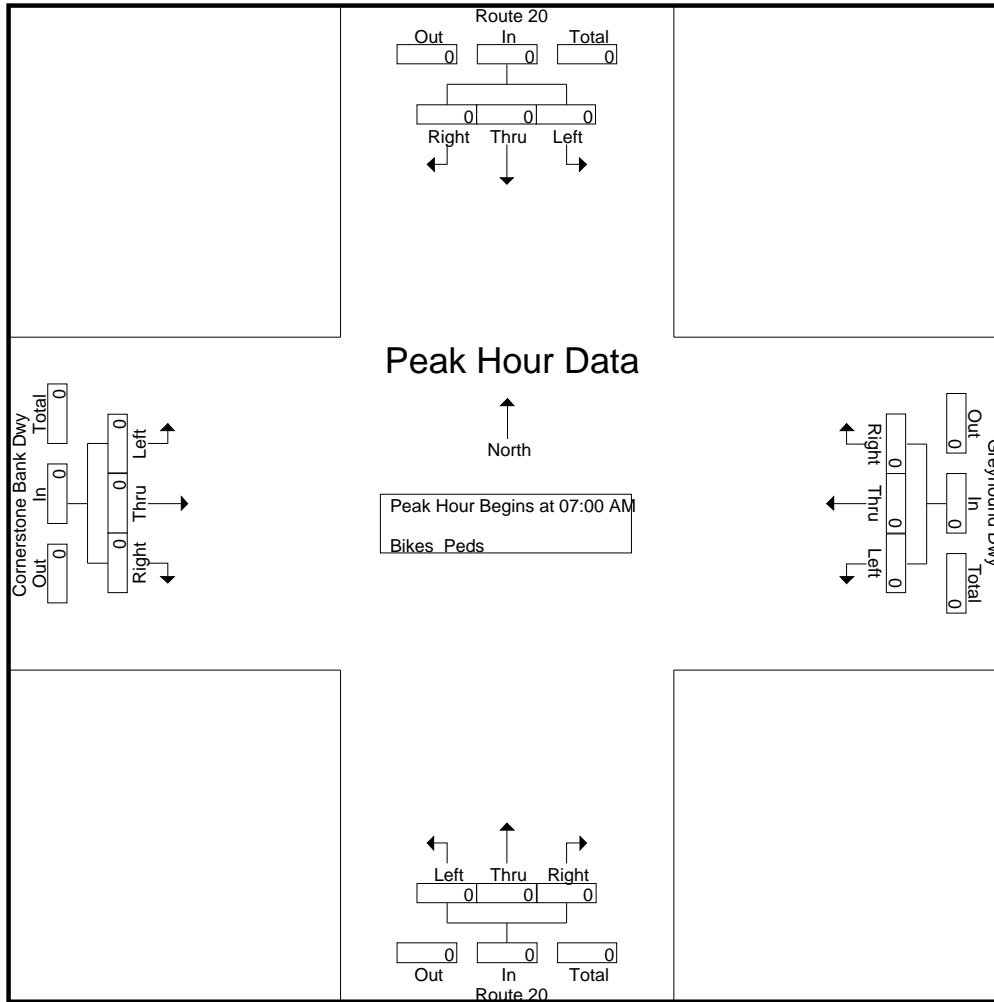 Route 20
Out In Total
0 0 0
0 0 0
Right Thru Left
Peak Hour Data
North
Peak Hour Begins at 07:00 AM
Bikes Peds
Cornerstone Bank Dwy
Out In Total
0 0 0
0 0 0
Right Thru Left
Greyhound Dwy
Out In Total
0 0 0
0 0 0
Right Thru Left
Left Thru Right
0 0 0
0 0 0
Out In Total
Route 20